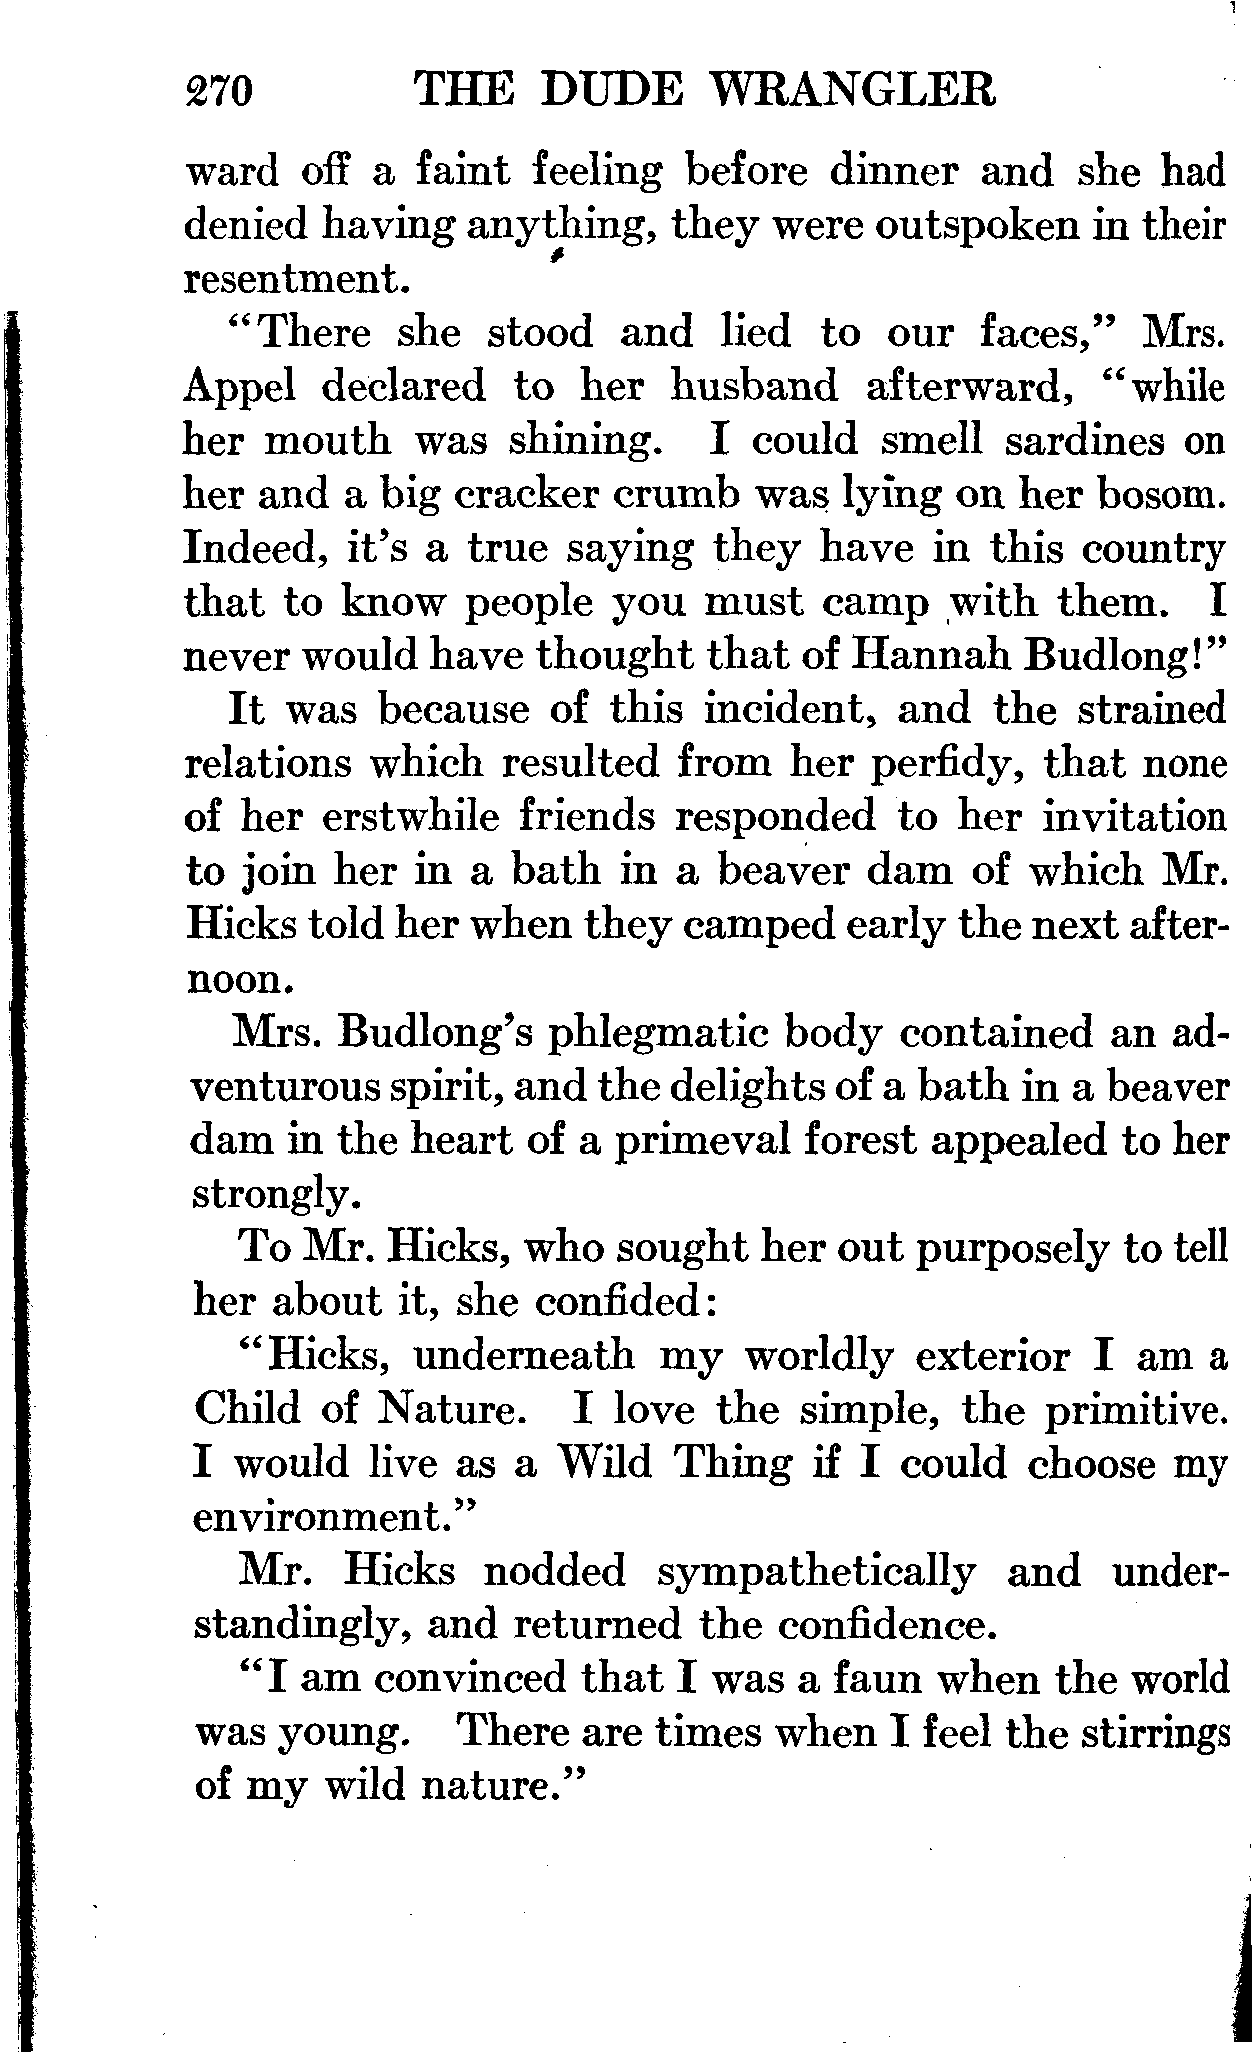 270 THE DUDE WRANGLER
ward off a faint feeling before dinner and she had
denied having anything, they were outspoken in their
resentment.
"There she stood and lied to our faces," Mrs.
Appel declared to her husband afterward, "while
her mouth was shining. I could smell sardines on
her and a big cracker crumb was lying on her bosom.
Indeed, it's a true saying they have in this country
that to know people you must camp with them. I
never would have thought that of Hannah Budlong!"
It was because of this incident, and the strained
relations which resulted from her perfidy, that none
of her erstwhile friends responded to her invitation
to join her in a bath in a beaver dam of which Mr.
Hicks told her when they camped early the next after-
noon.
Mrs. Budlong's phlegmatic body contained an ad-
venturous spirit, and the delights of a bath in a beaver
dam in the heart of a primeval forest appealed to her
strongly.
To Mr. Hicks, who sought her out purposely to tell
her about it, she confided:
"Hicks, underneath my worldly exterior I am a
Child of Nature. I love the simple, the primitive.
I would live as a Wild Thing if I could choose my
environment."
Mr. Hicks nodded sympathetically and under-
standingly, and returned the confidence.
"I am convinced that I was a faun when the world
was young. There are times when I feel the stirrings
of my wild nature."